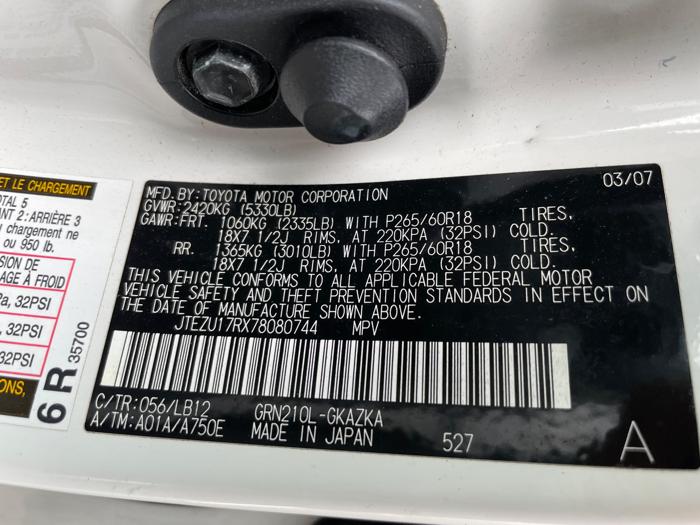 ET LE CHARGEMENT
TAL 5
ANT 2: ARRIÈRE 3
u chargement ne
ou 950 lb.
SION DE
AGE À FROID
Pa, 32PSI
, 32PSI
32PSI
ONS,
6 R 35700
03/07
MFD. BY: TOYOTA MOTOR CORPORATION
GVWR: 2420KG (5330LB)
GAWR: FRT. 1060KG (2335LB) WITH P265/60R18 TIRES,
18X7 1/2J RIMS, AT 220KPA (32PSI) COLD.
RR. 1365KG (3010LB) WITH P265/60R18 TIRES,
18X7 1/2J RIMS, AT 220KPA (32PSI) COLD.
THIS VEHICLE CONFORMS TO ALL APPLICABLE FEDERAL MOTOR
VEHICLE SAFETY AND THEFT PREVENTION STANDARDS IN EFFECT ON
THE DATE OF MANUFACTURE SHOWN ABOVE.
JTEZU17RX78080744 MPV
C/TR: 056/LB12 GRN210L-GKAZKA
A/TM: A01A/A750E MADE IN JAPAN 527 A